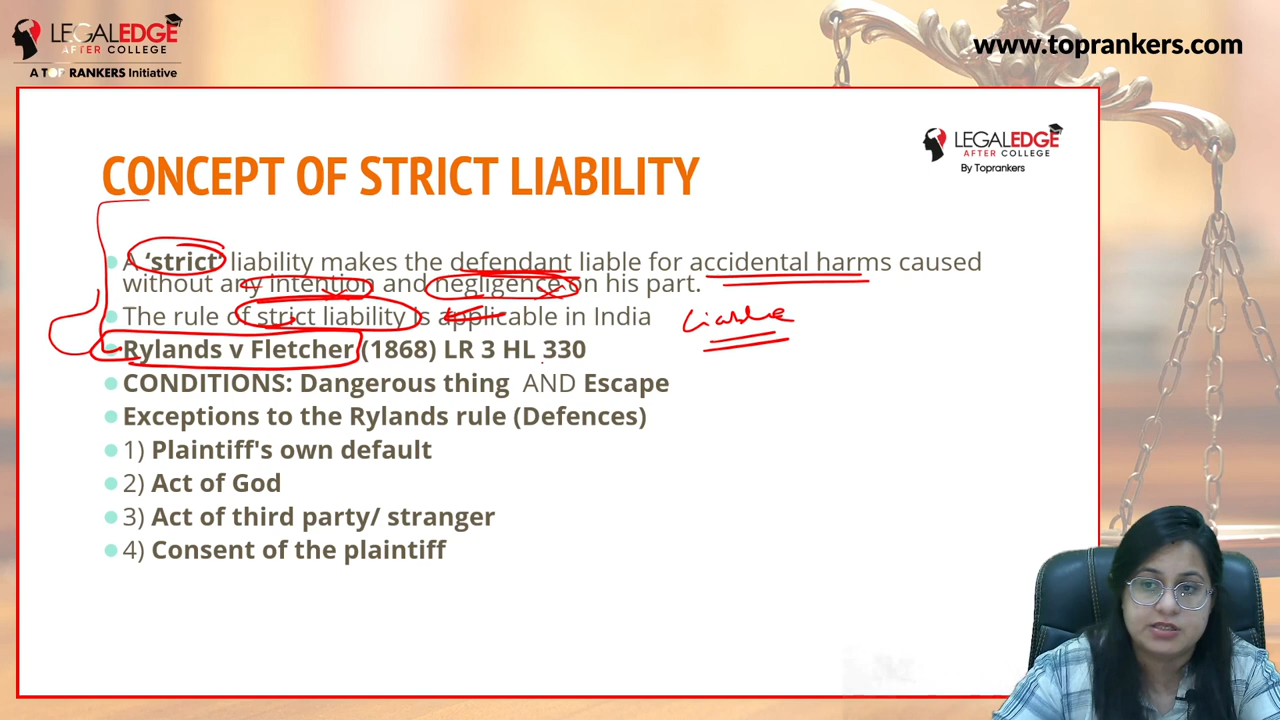 LEGALEDGE
AFTER COLLEGE
A TOP RANKERS Initiative
www.toprankers.com
LEGALEDGE
AFTER COLLEGE
By Toprankers
CONCEPT OF STRICT LIABILITY
A ‘strict’ liability makes the defendant liable for accidental harms caused
without any intention and negligence on his part.
The rule of strict liability is applicable in India
Rylands v Fletcher (1868) LR 3 HL 330
CONDITIONS: Dangerous thing AND Escape
Exceptions to the Rylands rule (Defences)
1) Plaintiff's own default
2) Act of God
3) Act of third party/ stranger
4) Consent of the plaintiff